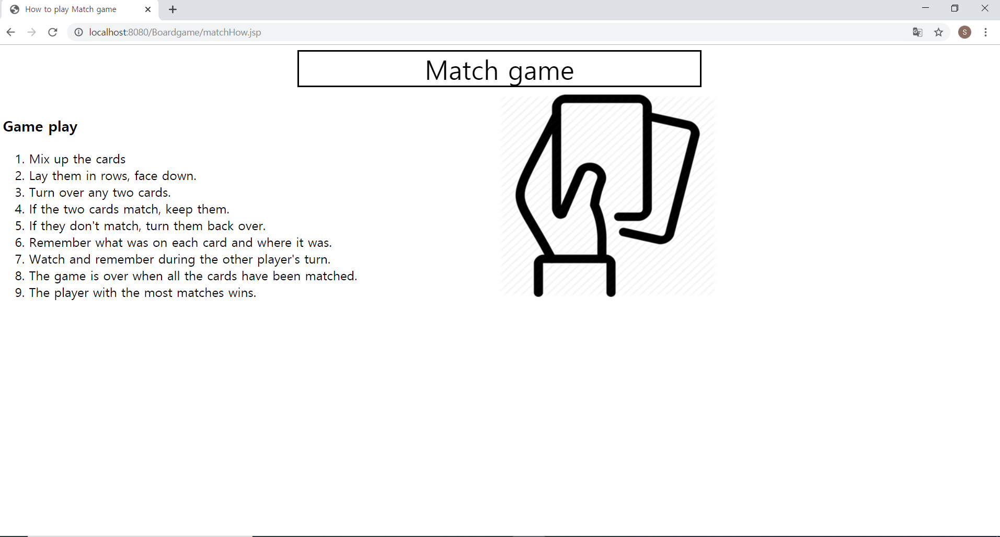 How to play Match game
localhost:8080/Boardgame/matchHow.jsp
S
Match game
Game play
1. Mix up the cards
2. Lay them in rows, face down.
3. Turn over any two cards.
4. If the two cards match, keep them.
5. If they don't match, turn them back over.
6. Remember what was on each card and where it was.
7. Watch and remember during the other player's turn.
8. The game is over when all the cards have been matched.
9. The player with the most matches wins.